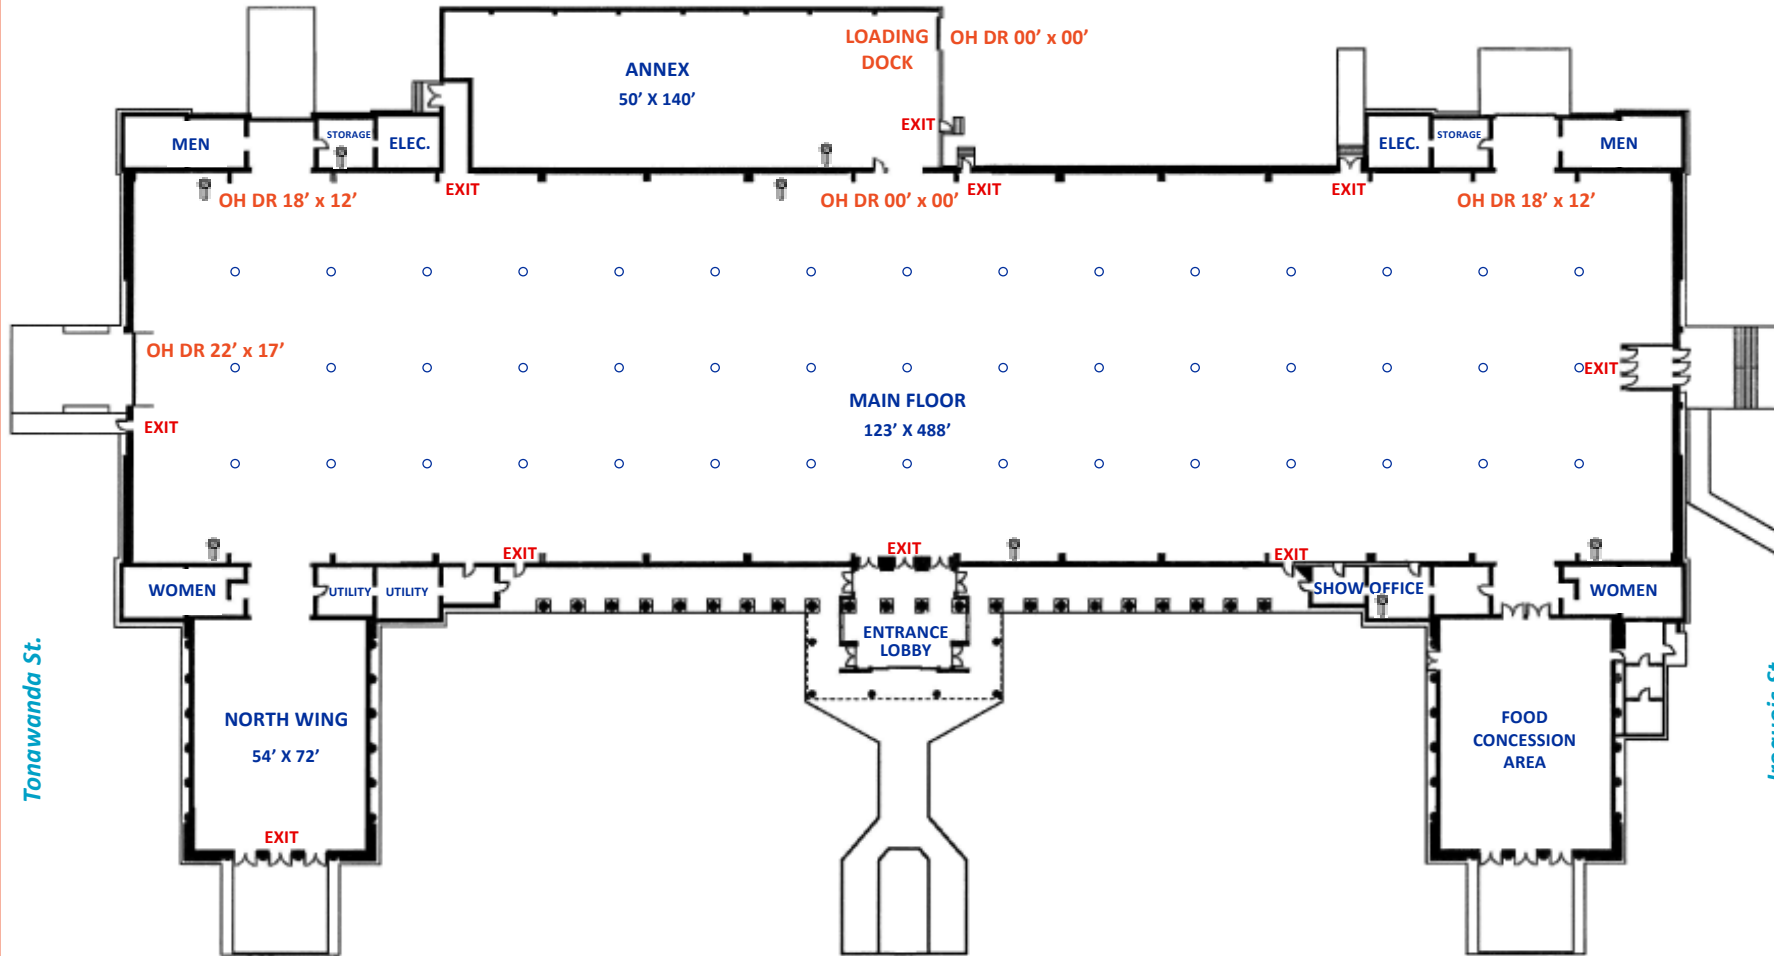 LOADING
DOCK
OH DR 00’ x 00’
ANNEX
50’ X 140’
EXIT
MEN
STORAGE
ELEC.
ELEC.
STORAGE
MEN
EXIT
EXIT
EXIT
OH DR 18’ x 12’
OH DR 00’ x 00’
OH DR 18’ x 12’
OH DR 22’ x 17’
EXIT
MAIN FLOOR
123’ X 488’
EXIT
EXIT
EXIT
EXIT
WOMEN
UTILITY
UTILITY
SHOW OFFICE
WOMEN
ENTRANCE
LOBBY
Tonawanda St.
NORTH WING
54’ X 72’
FOOD
CONCESSION
AREA
Iroquois St.
EXIT